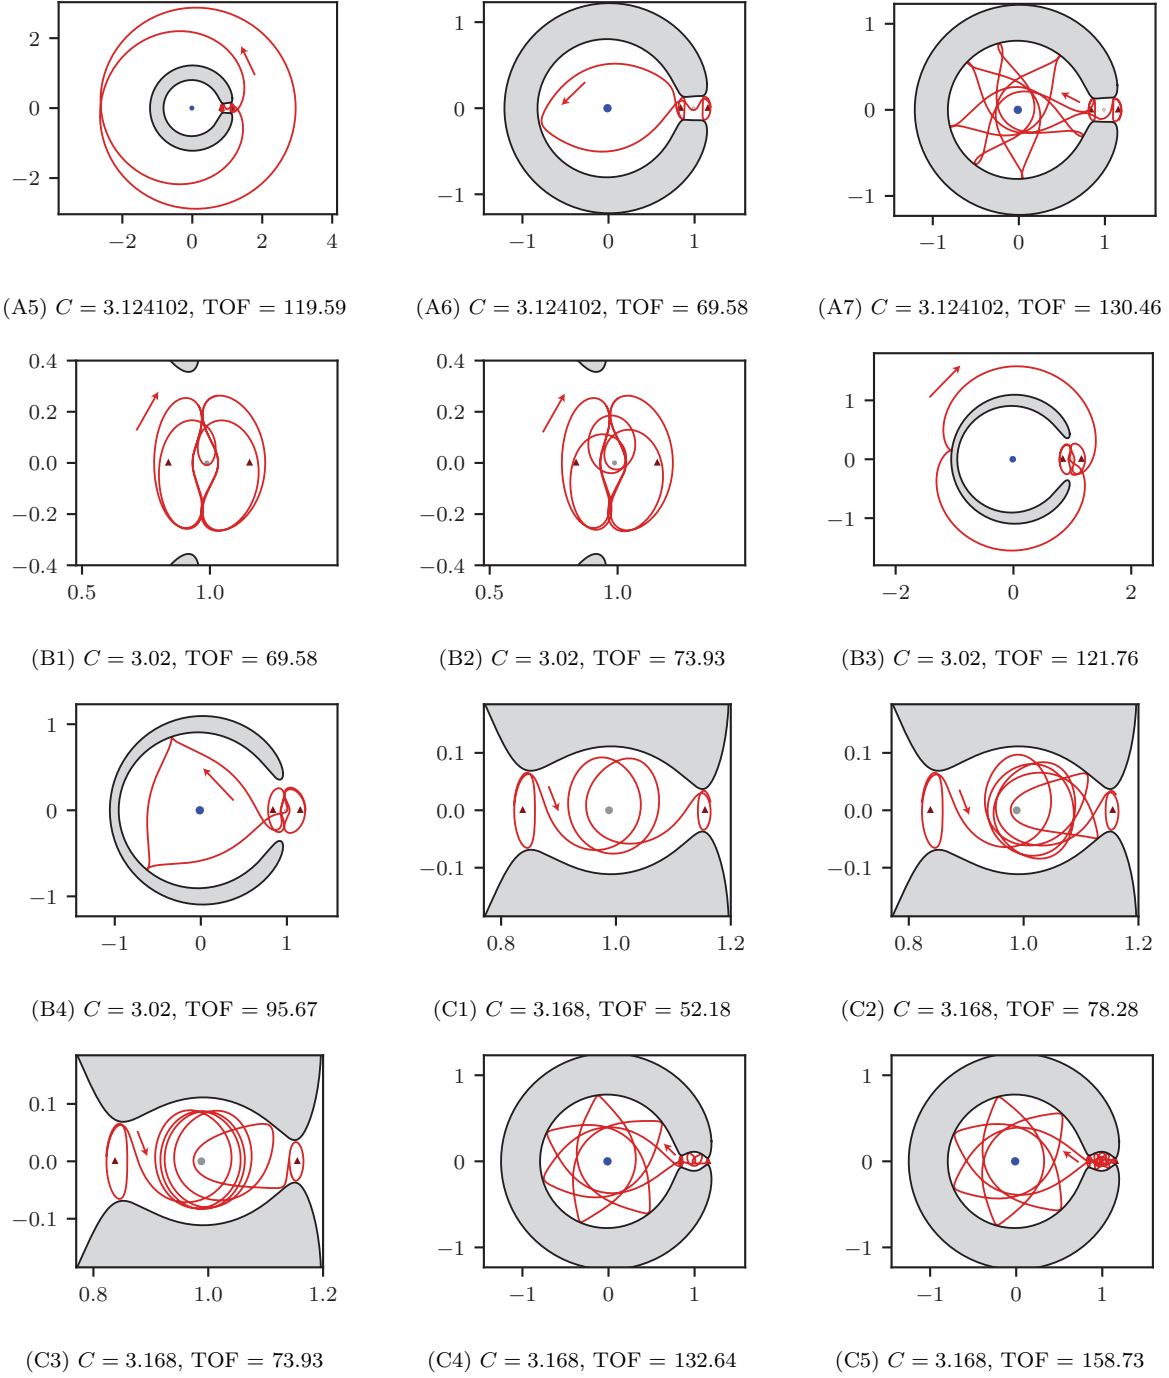 2
0
−2
−2 0 2 4
1
0
−1
−1 0 1
1
0
−1
−1 0 1
(A5) C = 3.124102, TOF = 119.59
(A6) C = 3.124102, TOF = 69.58
(A7) C = 3.124102, TOF = 130.46
0.4
0.2
0.0
−0.2
−0.4
0.5 1.0
0.4
0.2
0.0
−0.2
−0.4
0.5 1.0
1
0
−1
−2 0 2
(B1) C = 3.02, TOF = 69.58
(B2) C = 3.02, TOF = 73.93
(B3) C = 3.02, TOF = 121.76
1
0
−1
−1 0 1
0.1
0.0
−0.1
0.8 1.0 1.2
0.1
0.0
−0.1
0.8 1.0 1.2
(B4) C = 3.02, TOF = 95.67
(C1) C = 3.168, TOF = 52.18
(C2) C = 3.168, TOF = 78.28
0.1
0.0
−0.1
0.8 1.0 1.2
1
0
−1
−1 0 1
1
0
−1
−1 0 1
(C3) C = 3.168, TOF = 73.93
(C4) C = 3.168, TOF = 132.64
(C5) C = 3.168, TOF = 158.73